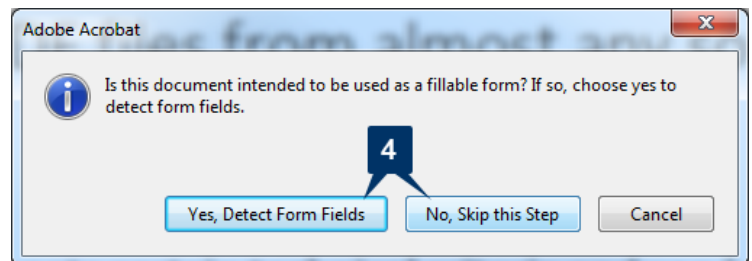 Adobe Acrobat
Is this document intended to be used as a fillable form? If so, choose yes to
detect form fields.
4
Yes, Detect Form Fields
No, Skip this Step
Cancel